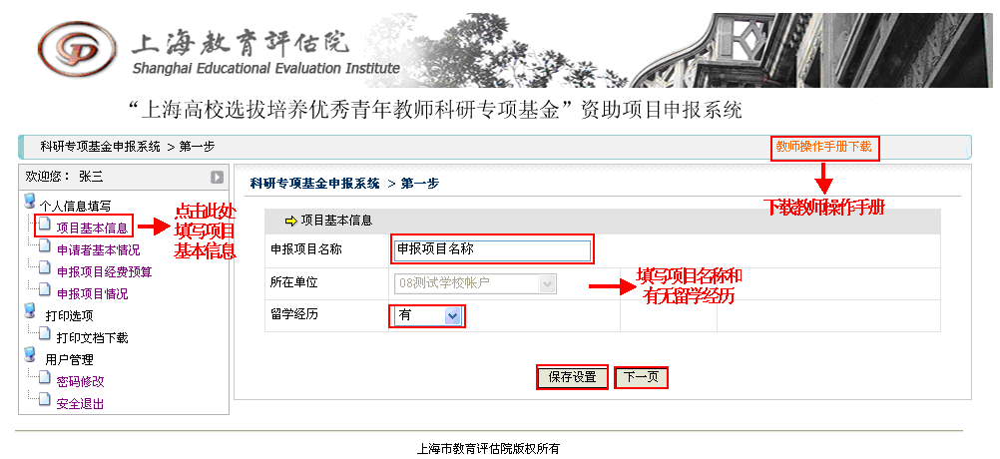 上海教育评估院
Shanghai Educational Evaluation Institute
“上海高校选拔培养优秀青年教师科研专项基金”资助项目申报系统
科研专项基金申报系统 > 第一步
教师操作手册下载
下载教师操作手册
欢迎您： 张三
个人信息填写
项目基本信息
申请者基本情况
申报项目经费预算
申报项目情况
打印选项
打印文档下载
用户管理
密码修改
安全退出
点击此处
填写项目
基本信息
科研专项基金申报系统 > 第一步
项目基本信息
申报项目名称 申报项目名称
所在单位 08测试学校帐户
留学经历 有
填写项目名称和
有无留学经历
保存设置 下一页
上海市教育评估院版权所有